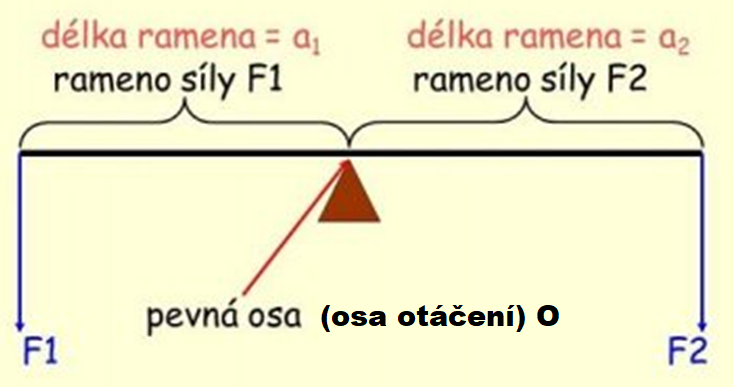 délka ramena = a₁ délka ramena = a₂
rameno síly F1 rameno síly F2
pevná osa (osa otáčení) O
F1 F2